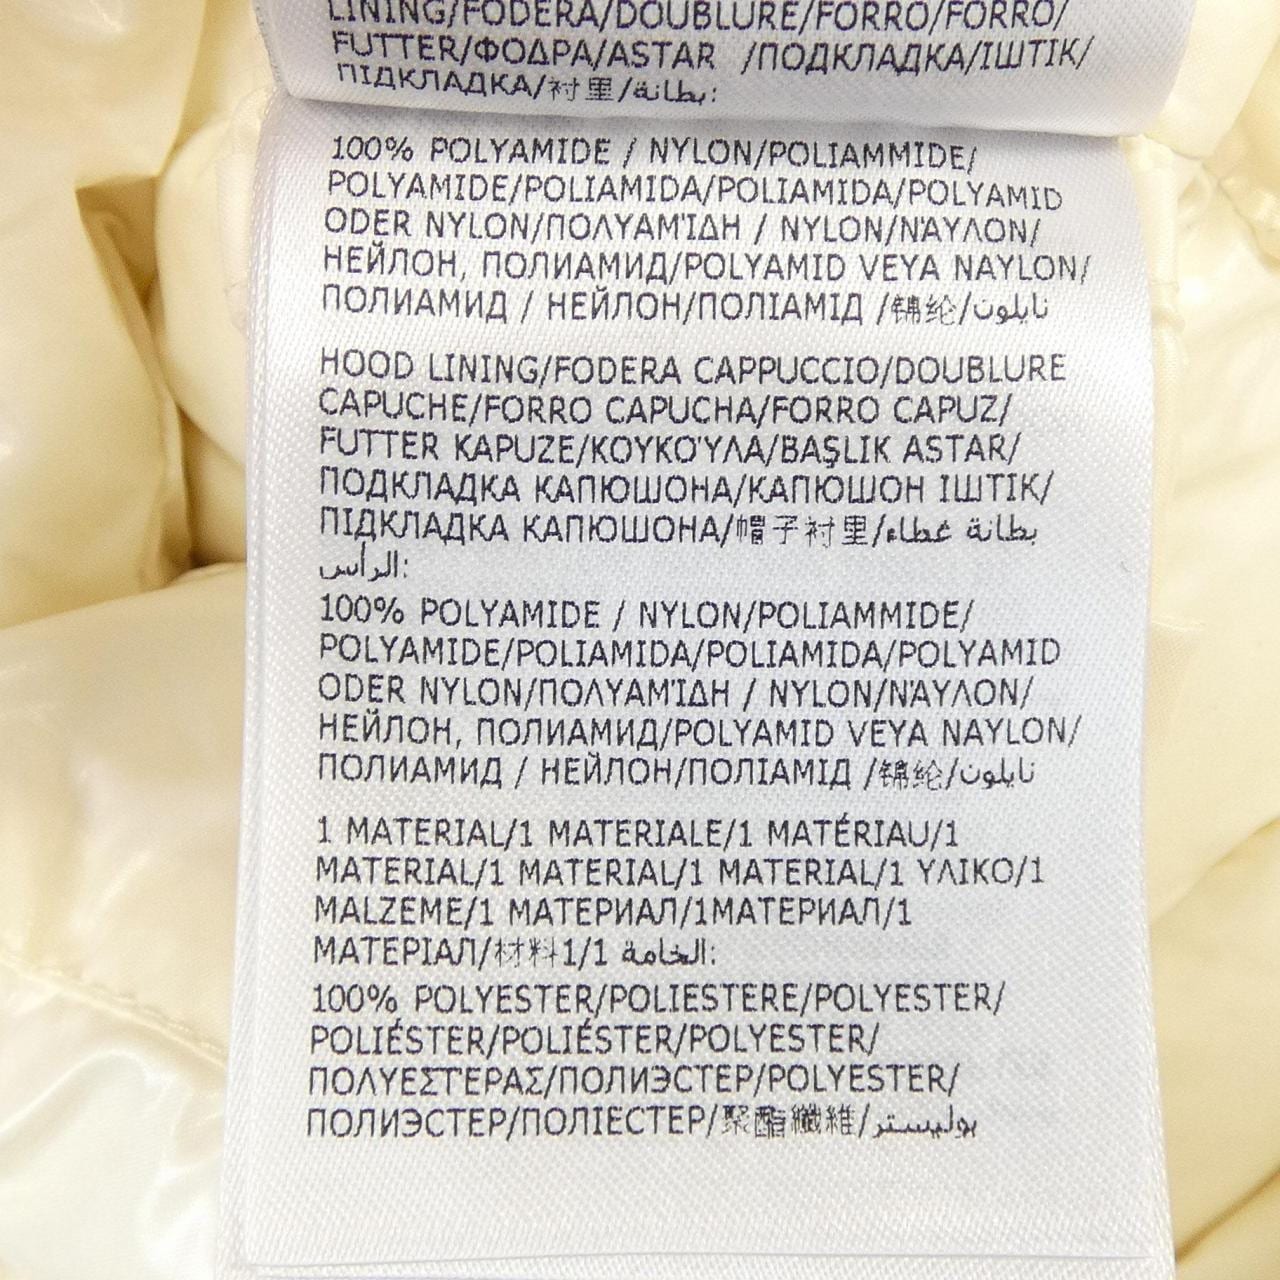 LINING/FODERA/DOUBLURE/FORRO/FORRO/
FUTTER/ΦΟΔΡΑ/ASTAR /ПОДКЛАДКА/ІШТІК/
ПІДКЛАДКА/衬里/بطانة:
100% POLYAMIDE / NYLON/POLIAMMIDE/
POLYAMIDE/POLIAMIDA/POLIAMIDA/POLYAMID
ODER NYLON/ΠΟΛΥΑΜΊΔΗ / NYLON/ΝΆΥΛΟΝ/
НЕЙЛОН, ПОЛИАМИД/POLYAMID VEYA NAYLON/
ПОЛИАМИД / НЕЙЛОН/ПОЛІАМІД /锦纶/نايلون
HOOD LINING/FODERA CAPPUCCIO/DOUBLURE
CAPUCHE/FORRO CAPUCHA/FORRO CAPUZ/
FUTTER KAPUZE/ΚΟΥΚΟΎΛΑ/BAŞLIK ASTAR/
ПОДКЛАДКА КАПЮШОНА/КАПЮШОН ІШТІК/
ПІДКЛАДКА КАПЮШОНА/帽子衬里/بطانة غطاء
الرأس:
100% POLYAMIDE / NYLON/POLIAMMIDE/
POLYAMIDE/POLIAMIDA/POLIAMIDA/POLYAMID
ODER NYLON/ΠΟΛΥΑΜΊΔΗ / NYLON/ΝΆΥΛΟΝ/
НЕЙЛОН, ПОЛИАМИД/POLYAMID VEYA NAYLON/
ПОЛИАМИД / НЕЙЛОН/ПОЛІАМІД /锦纶/نايلون
1 MATERIAL/1 MATERIALE/1 MATÉRIAU/1
MATERIAL/1 MATERIAL/1 MATERIAL/1 ΥΛΙΚΟ/1
MALZEME/1 МАТЕРИАЛ/1МАТЕРИАЛ/1
МАТЕРІАЛ/材料1/1 الخامة:
100% POLYESTER/POLIESTERE/POLYESTER/
POLIÉSTER/POLIÉSTER/POLYESTER/
ΠΟΛΥΕΣΤΕΡΑΣ/ПОЛИЭСТЕР/POLYESTER/
ПОЛИЭСТЕР/ПОЛІЕСТЕР/聚酯纖維/بوليستر